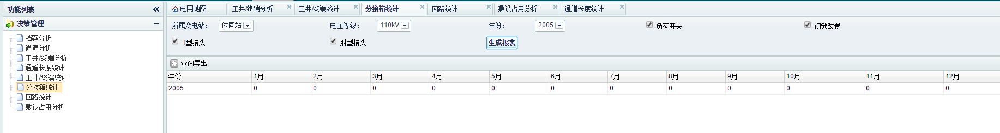 功能列表
决策管理
档案分析
通道分析
工井/终端分析
通道长度统计
工井/终端统计
分接箱统计
回路统计
敷设占用分析
电网地图 工井/终端分析 工井/终端统计 分接箱统计 回路统计 敷设占用分析 通道长度统计
所属变电站： 位同站 电压等级： 110kV 年份： 2005 负荷开关 闭锁装置
T型接头 肘型接头 生成报表
查询导出
年份 1月 2月 3月 4月 5月 6月 7月 8月 9月 10月 11月 12月
2005 0 0 0 0 0 0 0 0 0 0 0 0